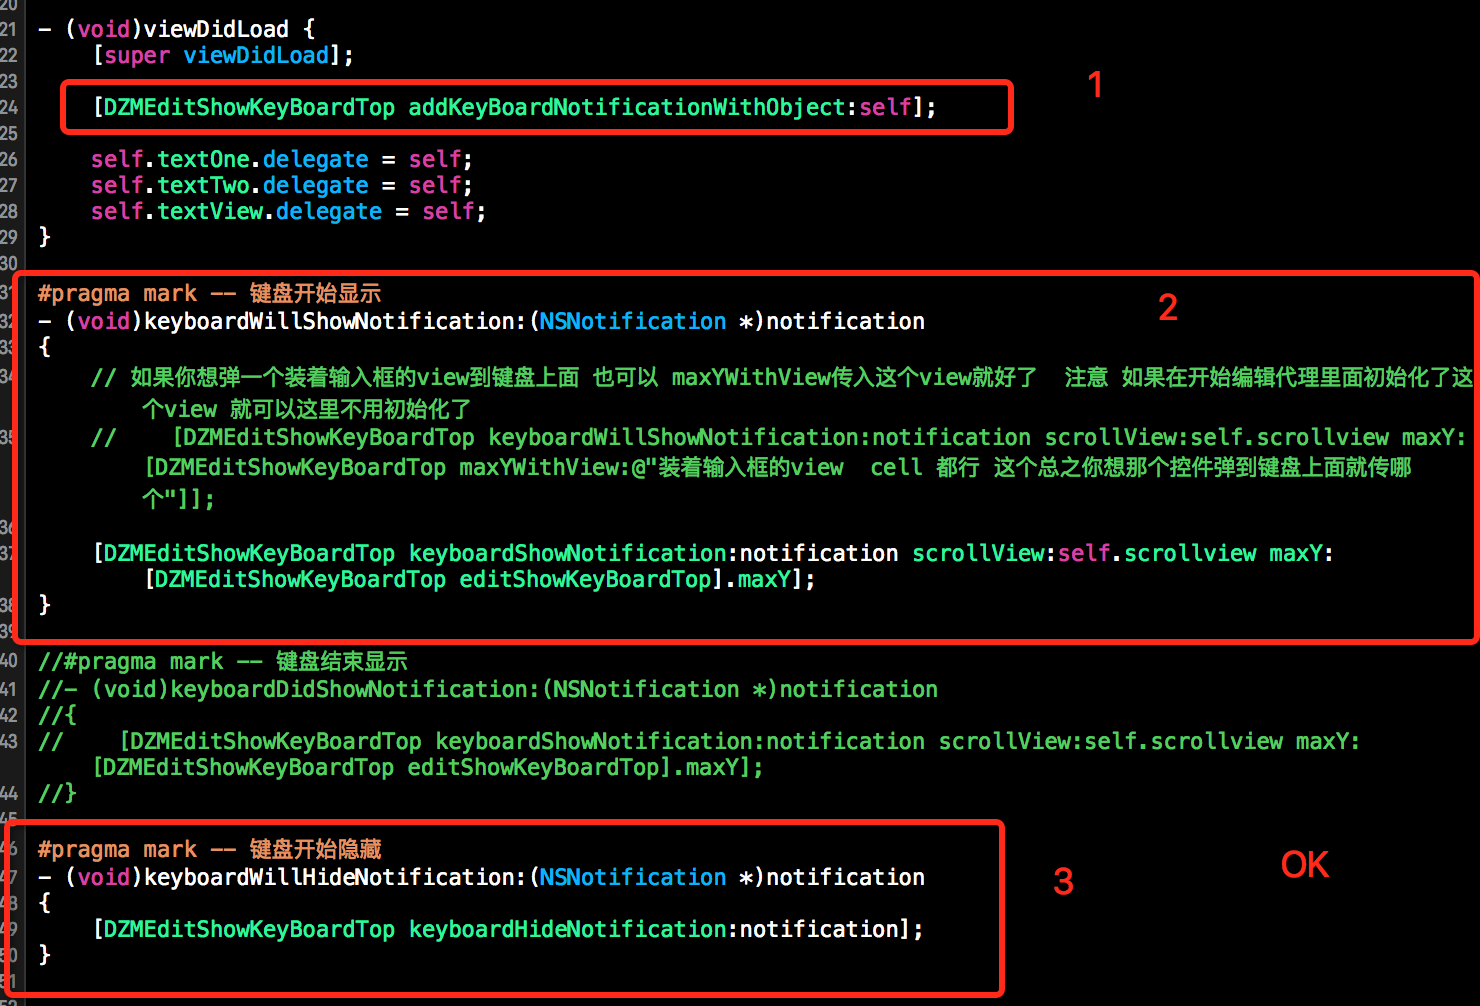 20
21 - (void)viewDidLoad {
22 [super viewDidLoad];
23
1
24 [DZMEditShowKeyBoardTop addKeyBoardNotificationWithObject:self];
25
26 self.textOne.delegate = self;
27 self.textTwo.delegate = self;
28 self.textView.delegate = self;
29 }
30
31 #pragma mark -- 键盘开始显示
2
32 - (void)keyboardWillShowNotification:(NSNotification *)notification
33 {
34 // 如果你想弹一个装着输入框的view到键盘上面 也可以 maxYWithView传入这个view就好了 注意 如果在开始编辑代理里面初始化了这
个view 就可以这里不用初始化了
35 // [DZMEditShowKeyBoardTop keyboardWillShowNotification:notification scrollView:self.scrollview maxY:
[DZMEditShowKeyBoardTop maxYWithView:@"装着输入框的view cell 都行 这个总之你想那个控件弹到键盘上面就传哪
个"]];
36
37 [DZMEditShowKeyBoardTop keyboardShowNotification:notification scrollView:self.scrollview maxY:
[DZMEditShowKeyBoardTop editShowKeyBoardTop].maxY];
38 }
39
40 //#pragma mark -- 键盘结束显示
41 //- (void)keyboardDidShowNotification:(NSNotification *)notification
42 //{
43 // [DZMEditShowKeyBoardTop keyboardShowNotification:notification scrollView:self.scrollview maxY:
[DZMEditShowKeyBoardTop editShowKeyBoardTop].maxY];
44 //}
45
46 #pragma mark -- 键盘开始隐藏
47 - (void)keyboardWillHideNotification:(NSNotification *)notification
3
OK
48 {
49 [DZMEditShowKeyBoardTop keyboardHideNotification:notification];
50 }
51
52